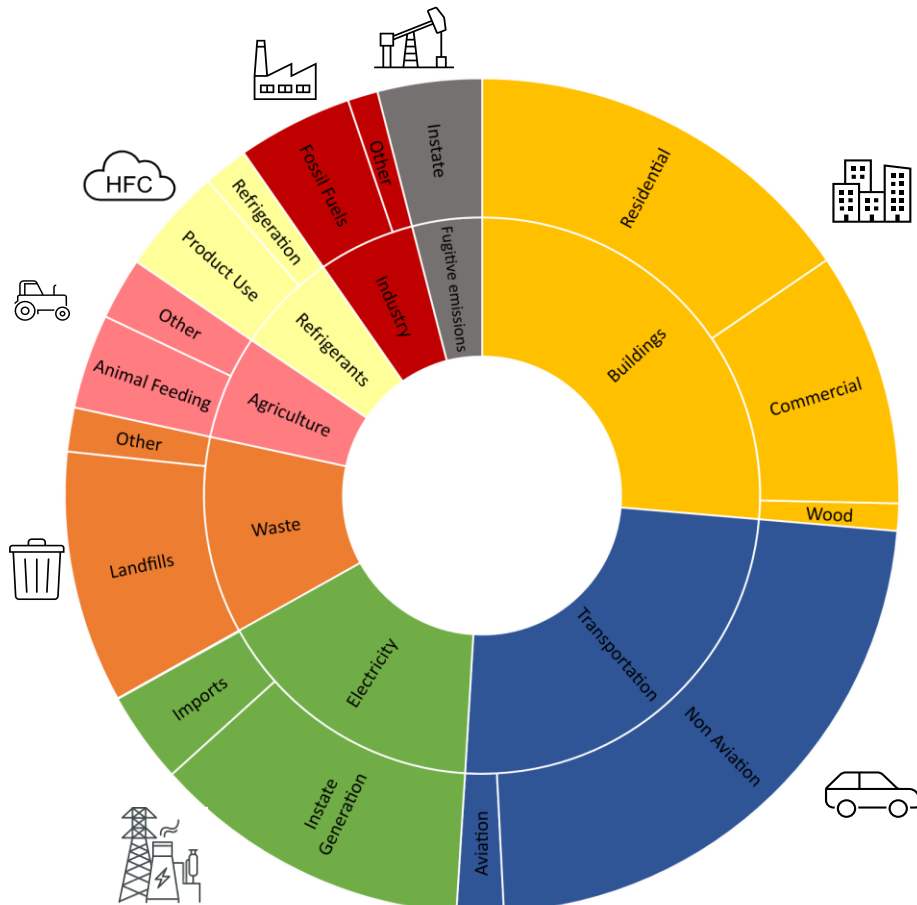 HFC
Fossil Fuels
Other
Instate
Residential
Refrigeration
Product Use
Industry
Fugitive emissions
Buildings
Refrigerants
Other
Animal Feeding
Agriculture
Commercial
Other
Waste
Wood
Landfills
Transportation
Electricity
Imports
Non Aviation
Instate
Generation
Aviation